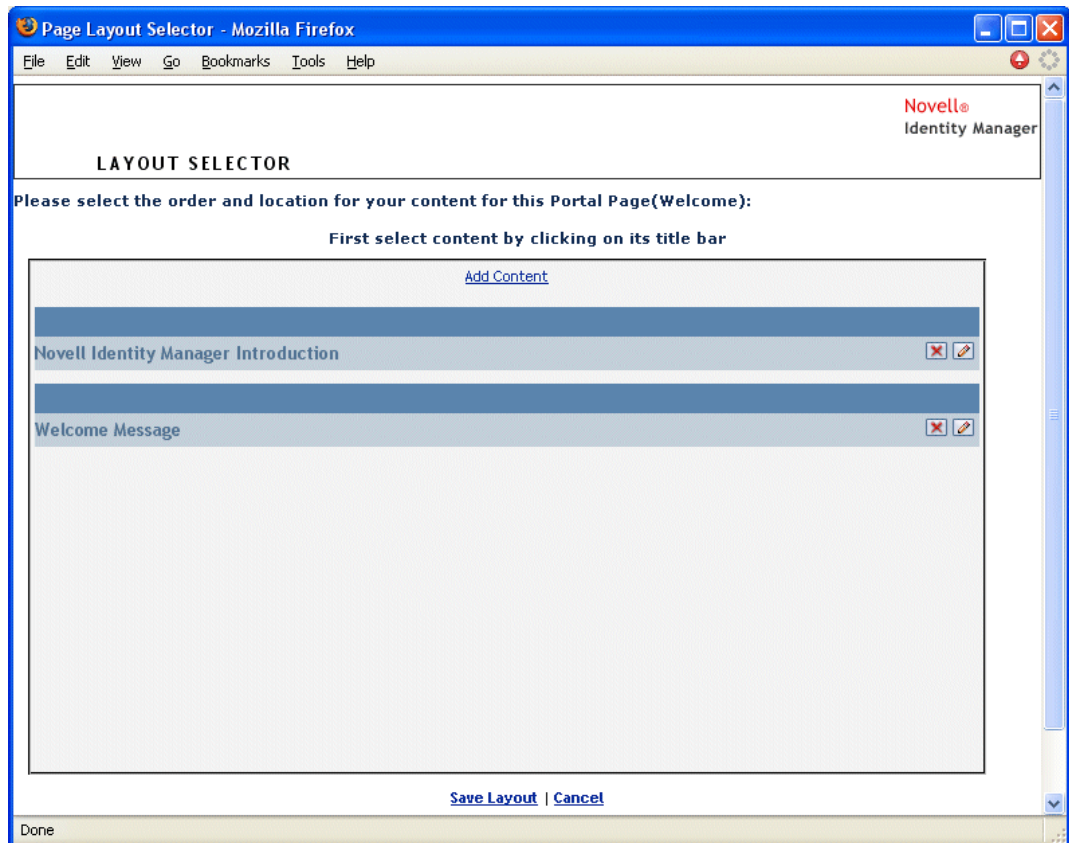 Page Layout Selector - Mozilla Firefox
File Edit View Go Bookmarks Tools Help
Novell®
Identity Manager
LAYOUT SELECTOR
Please select the order and location for your content for this Portal Page(Welcome):
First select content by clicking on its title bar
Add Content
Novell Identity Manager Introduction
Welcome Message
Save Layout | Cancel
Done